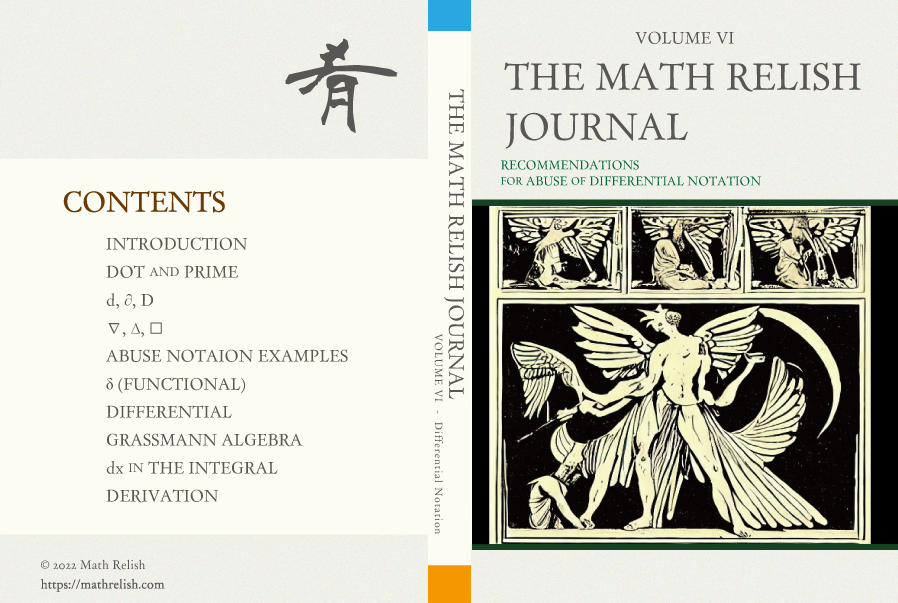 肴
CONTENTS
INTRODUCTION
DOT AND PRIME
d, ∂, D
∇, Δ, □
ABUSE NOTAION EXAMPLES
δ (FUNCTIONAL)
DIFFERENTIAL
GRASSMANN ALGEBRA
dx IN THE INTEGRAL
DERIVATION
© 2022 Math Relish
https://mathrelish.com
THE MATH RELISH JOURNAL
VOLUME VI - Differential Notation
VOLUME VI
THE MATH RELISH
JOURNAL
RECOMMENDATIONS
FOR ABUSE OF DIFFERENTIAL NOTATION